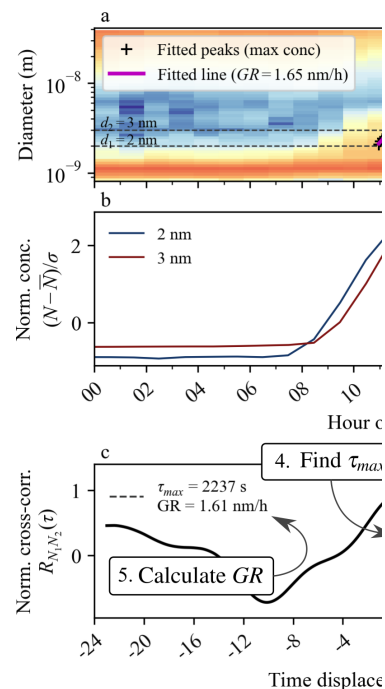 a
Fitted peaks (max conc)
Fitted line (GR = 1.65 nm/h)
Diameter (m)
10⁻⁸
d₂ = 3 nm
d₁ = 2 nm
10⁻⁹
b
2 nm
3 nm
Norm. conc.
(N − N̅)/σ
2
0
00 02 04 06 08 10
Hour o
c
4. Find τₘₐₓ
τₘₐₓ = 2237 s
GR = 1.61 nm/h
5. Calculate GR
Norm. cross-corr.
R_{N₁N₂}(τ)
1
0
-24 -20 -16 -12 -8 -4
Time displace